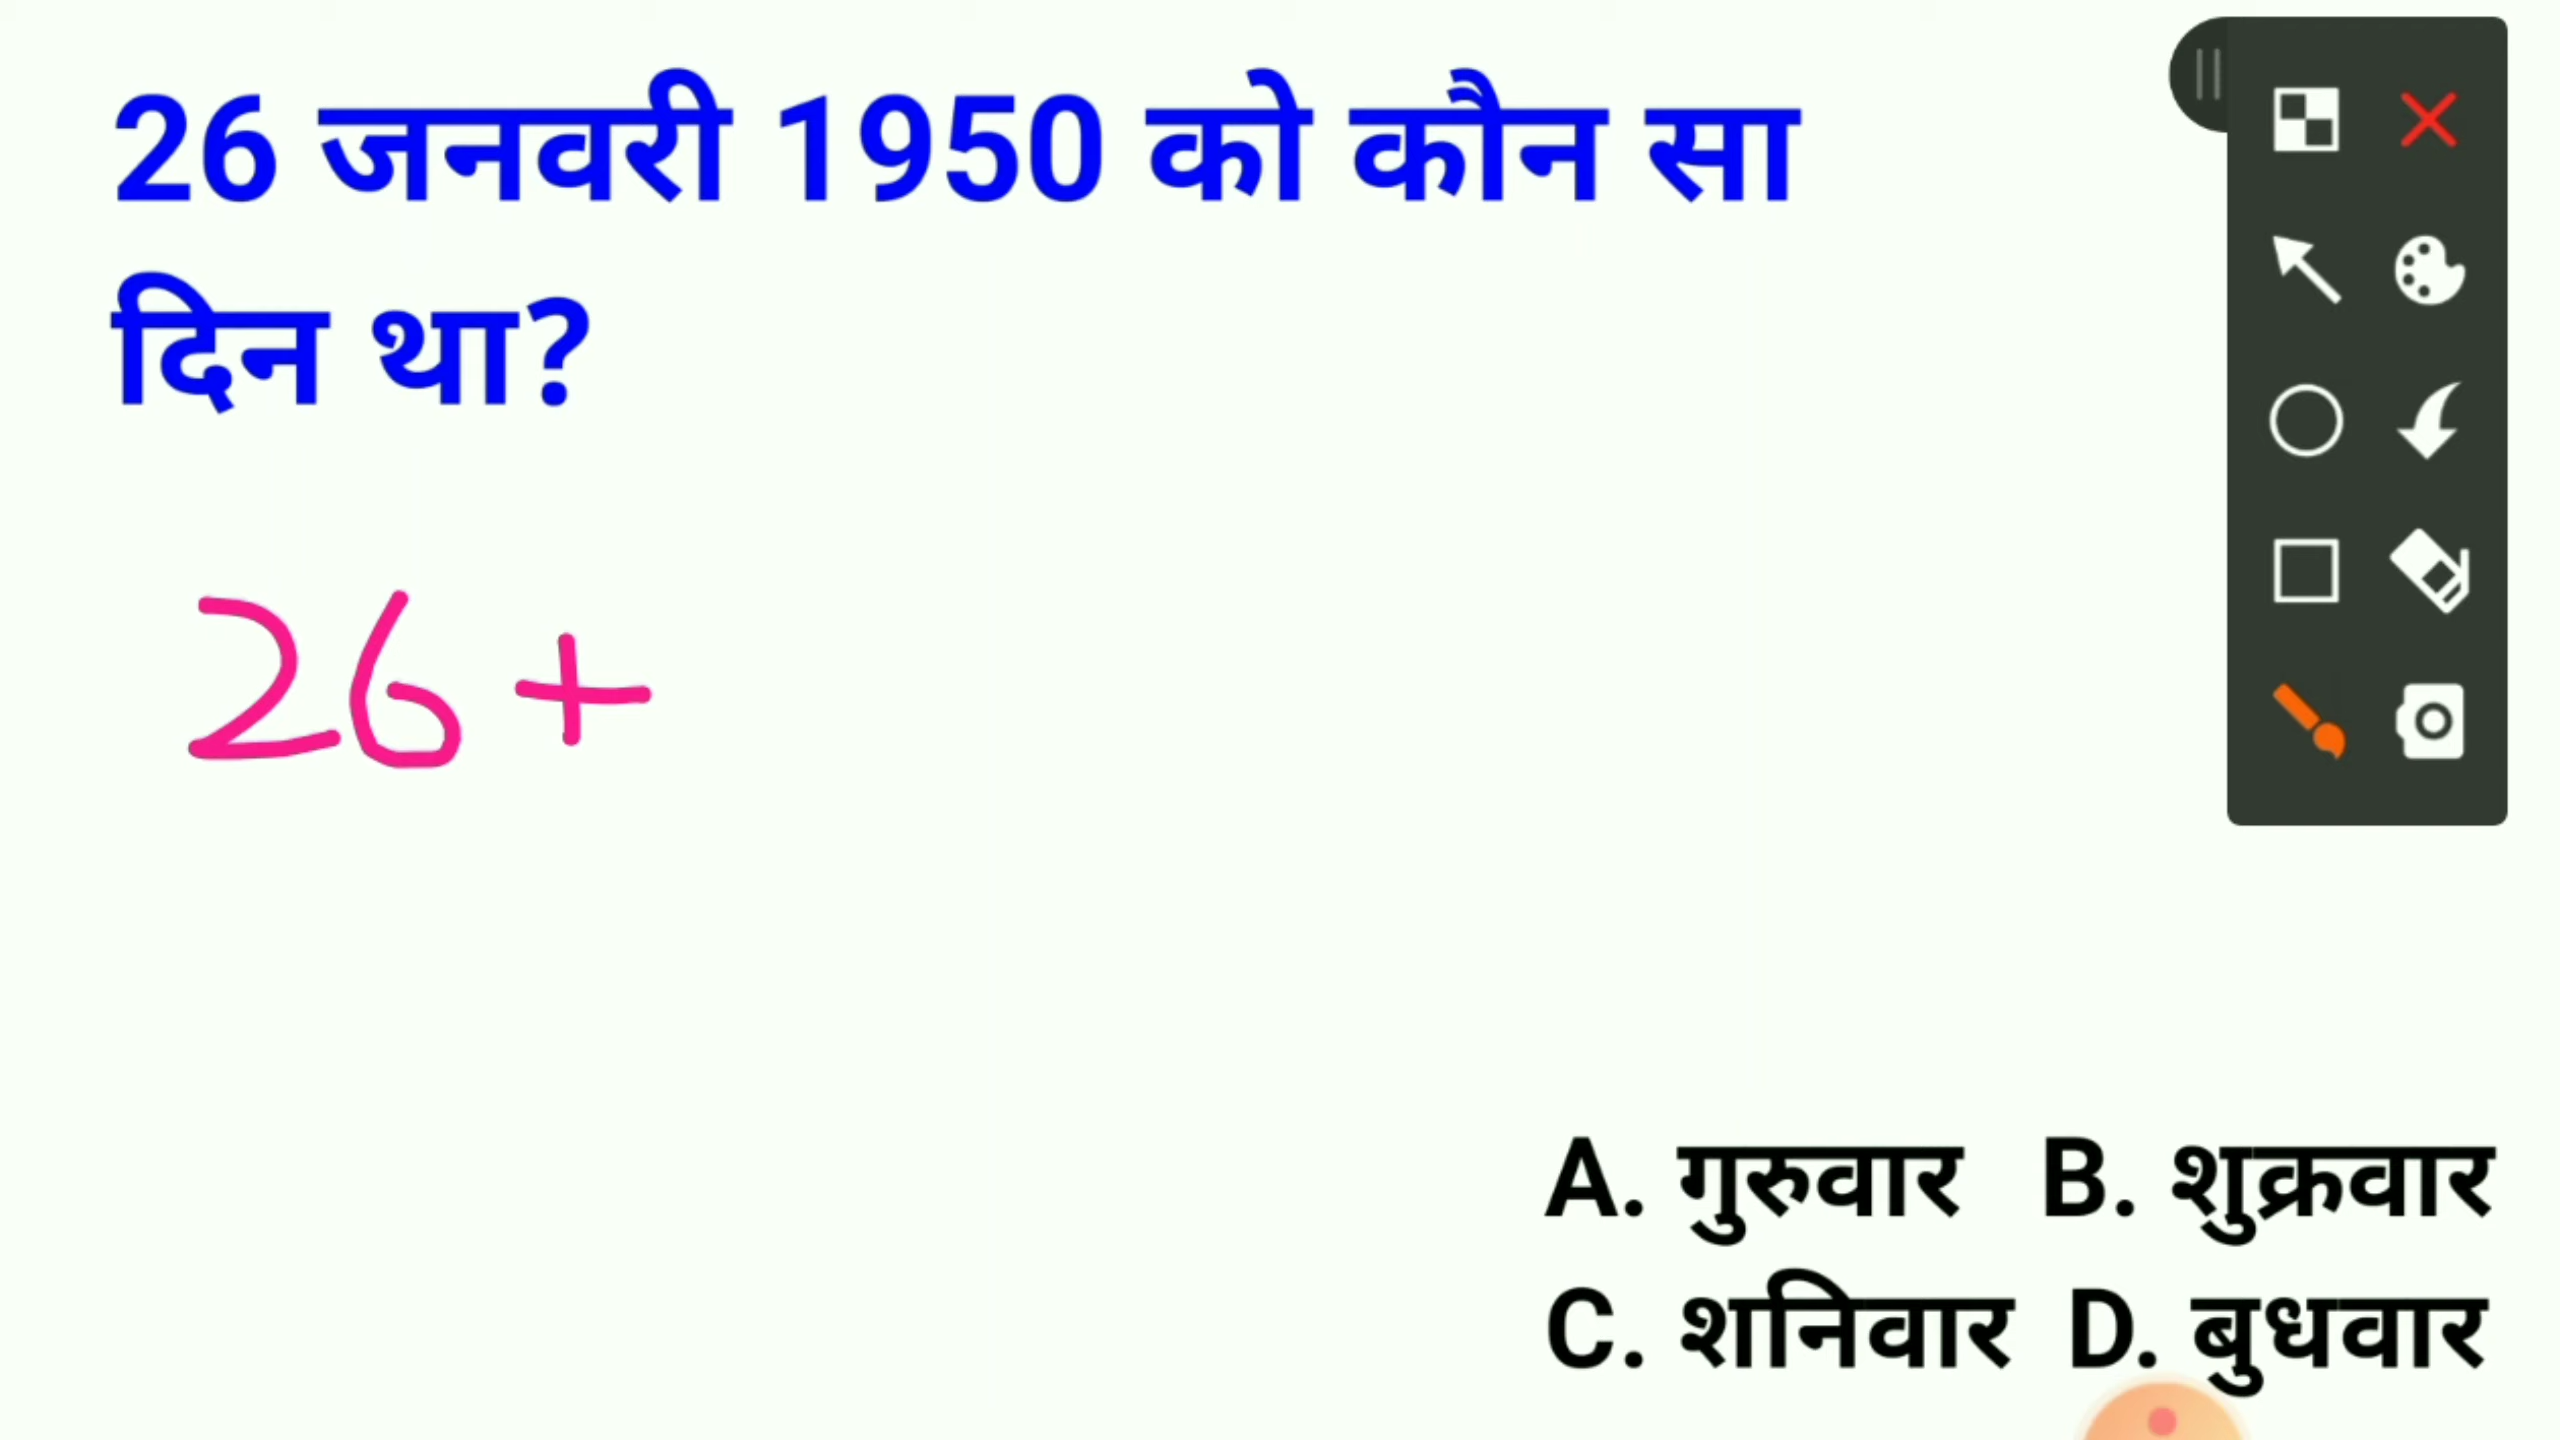 26 जनवरी 1950 को कौन सा
दिन था?
26+
A. गुरुवार B. शुक्रवार
C. शनिवार D. बुधवार